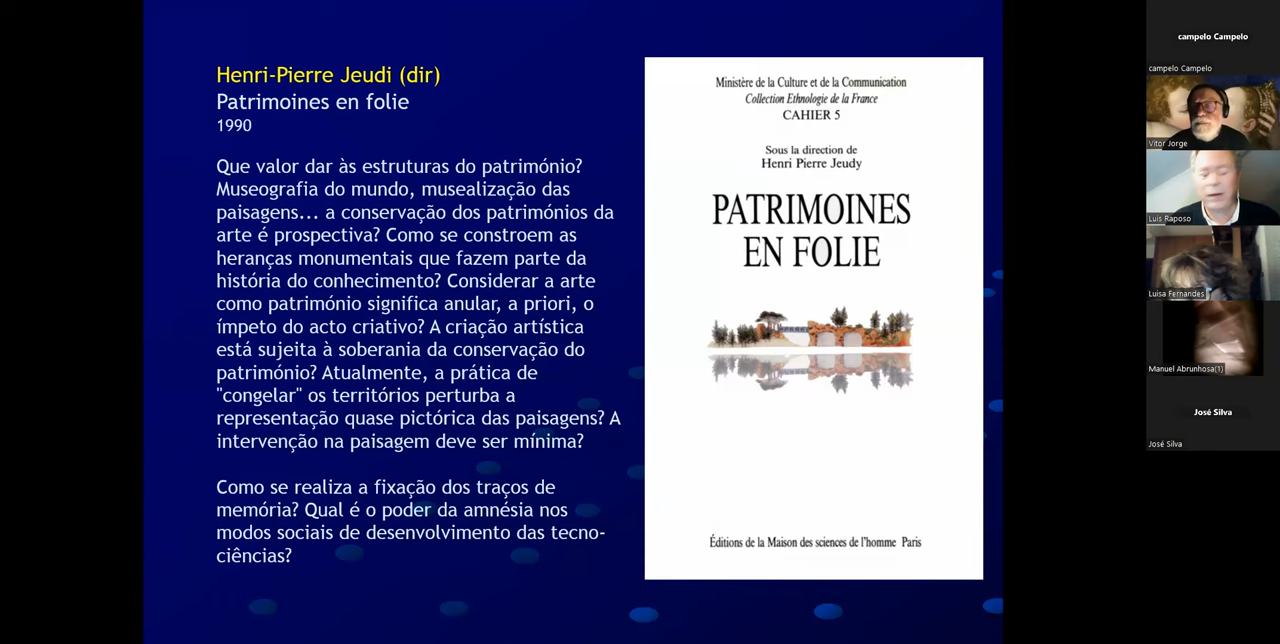 Henri-Pierre Jeudi (dir)
Patrimoines en folie
1990
Que valor dar às estruturas do património?
Museografia do mundo, musealização das
paisagens... a conservação dos patrimónios da
arte é prospectiva? Como se constroem as
heranças monumentais que fazem parte da
história do conhecimento? Considerar a arte
como património significa anular, a priori, o
ímpeto do acto criativo? A criação artística
está sujeita à soberania da conservação do
património? Atualmente, a prática de
"congelar" os territórios perturba a
representação quase pictórica das paisagens? A
intervenção na paisagem deve ser mínima?
Como se realiza a fixação dos traços de
memória? Qual é o poder da amnésia nos
modos sociais de desenvolvimento das tecno-
ciências?
Ministère de la Culture et de la Communication
Collection Ethnologie de la France
CAHIER 5
Sous la direction de
Henri Pierre Jeudy
PATRIMOINES
EN FOLIE
Éditions de la Maison des sciences de l'homme Paris
campelo Campelo
campelo Campelo
Vitor Jorge
Luis Raposo
Luisa Fernandes
Manuel Abrunhosa(1)
José Silva
José Silva